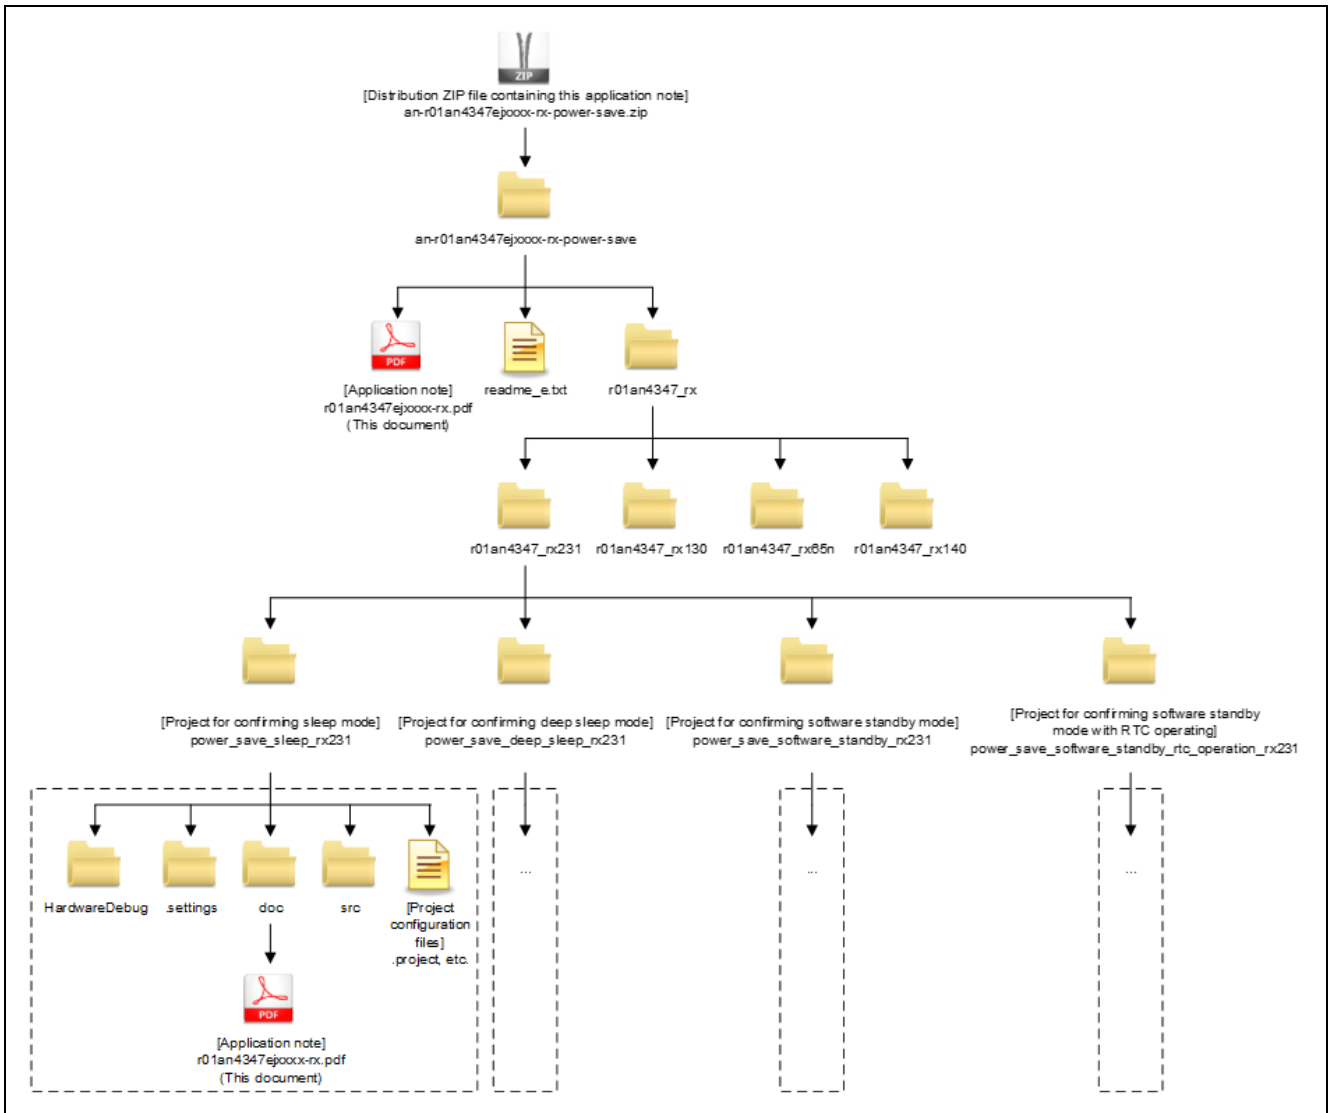 ZIP
[Distribution ZIP file containing this application note]
an-r01an4347ejxxxx-rx-power-save.zip
an-r01an4347ejxxxx-rx-power-save
PDF
[Application note]
r01an4347ejxxxx-rx.pdf
(This document)
readme_e.txt
r01an4347_rx
r01an4347_rx231
r01an4347_rx130
r01an4347_rx65n
r01an4347_rx140
[Project for confirming sleep mode]
power_save_sleep_rx231
[Project for confirming deep sleep mode]
power_save_deep_sleep_rx231
[Project for confirming software standby mode]
power_save_software_standby_rx231
[Project for confirming software standby
mode with RTC operating]
power_save_software_standby_rtc_operation_rx231
HardwareDebug
.settings
doc
src
[Project
configuration
files]
.project, etc.
...
...
...
PDF
[Application note]
r01an4347ejxxxx-rx.pdf
(This document)